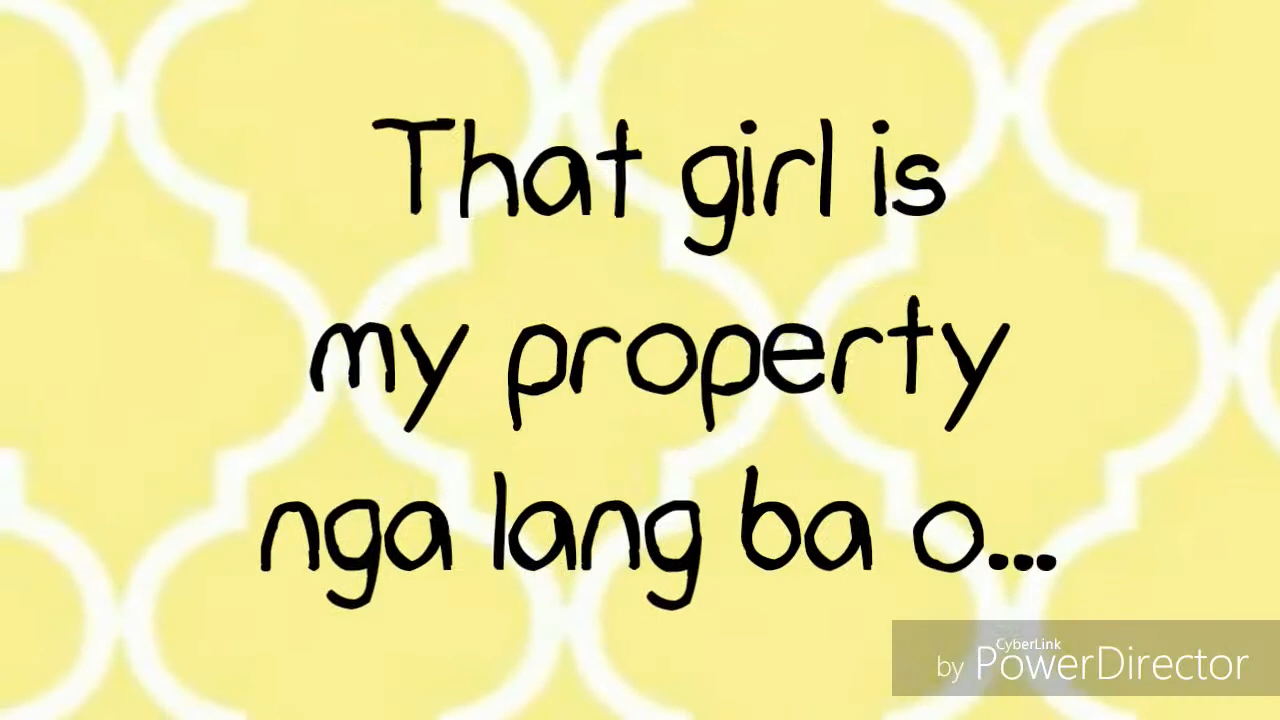 That girl is
my property
nga lang ba o...
CyberLink
by PowerDirector